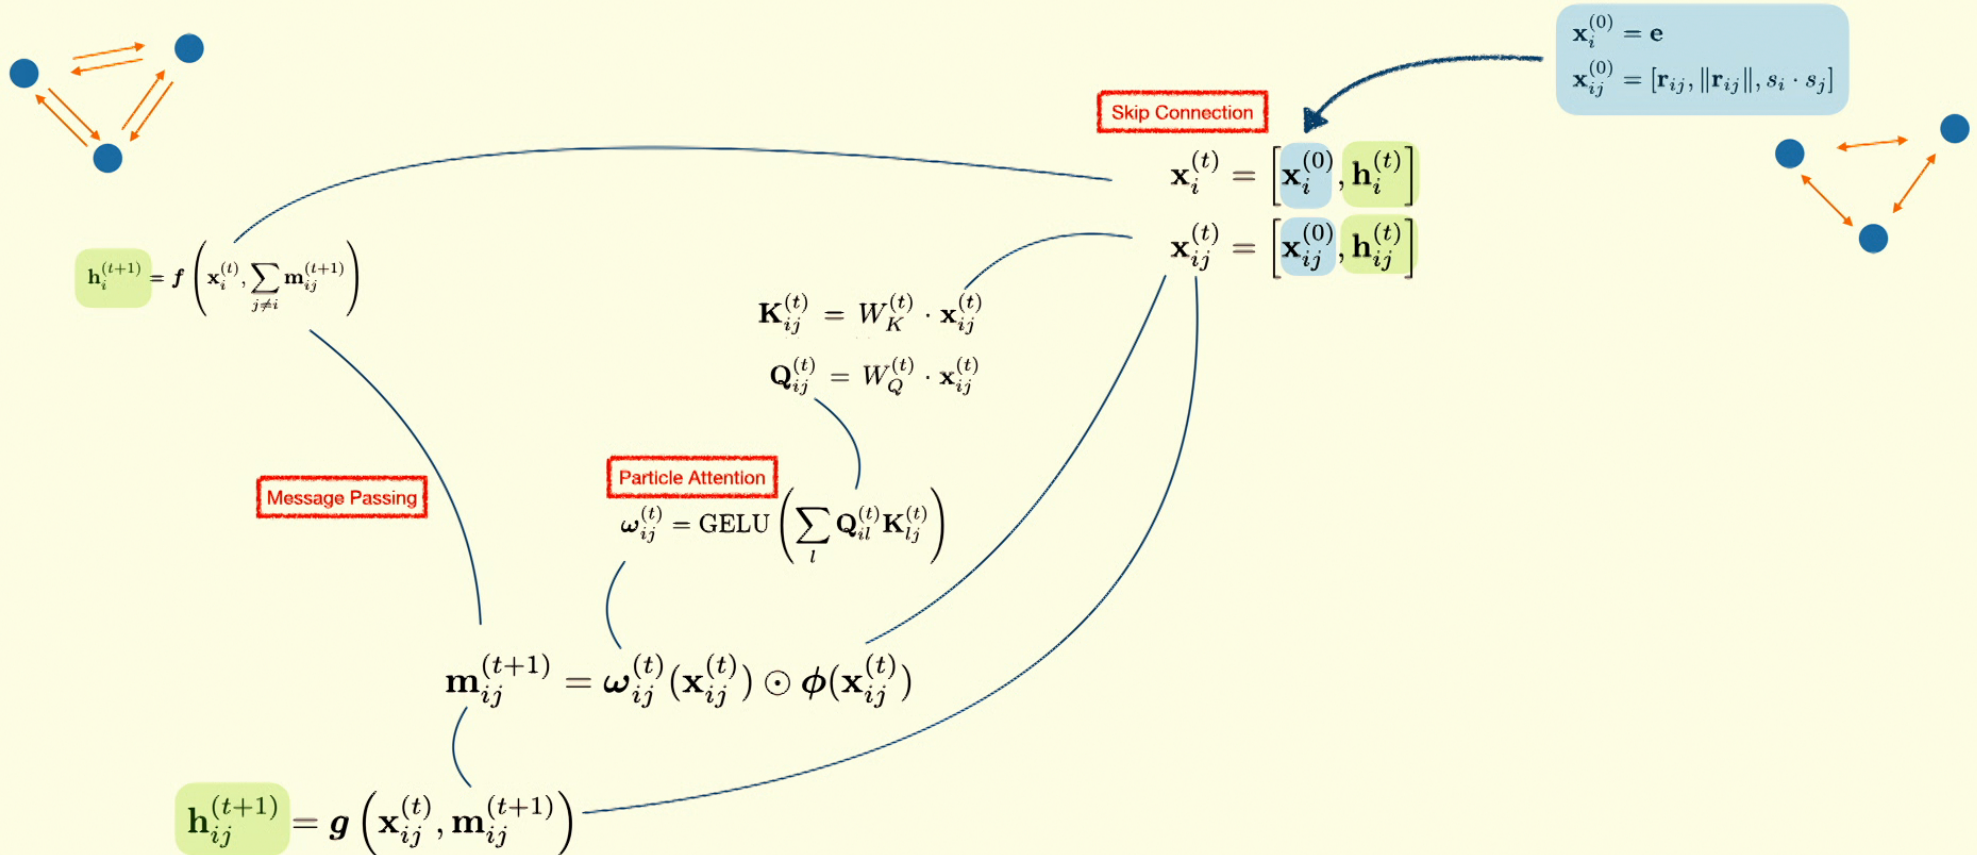 x_i^{(0)} = e
x_{ij}^{(0)} = [r_{ij}, ‖r_{ij}‖, s_i · s_j]
Skip Connection
x_i^{(t)} = [x_i^{(0)}, h_i^{(t)}]
x_{ij}^{(t)} = [x_{ij}^{(0)}, h_{ij}^{(t)}]
h_i^{(t+1)} = f(x_i^{(t)}, ∑_{j≠i} m_{ij}^{(t+1)})
K_{ij}^{(t)} = W_K^{(t)} · x_{ij}^{(t)}
Q_{ij}^{(t)} = W_Q^{(t)} · x_{ij}^{(t)}
Particle Attention
Message Passing
ω_{ij}^{(t)} = GELU(∑_l Q_{il}^{(t)} K_{lj}^{(t)})
m_{ij}^{(t+1)} = ω_{ij}^{(t)}(x_{ij}^{(t)}) ⊙ ϕ(x_{ij}^{(t)})
h_{ij}^{(t+1)} = g(x_{ij}^{(t)}, m_{ij}^{(t+1)})